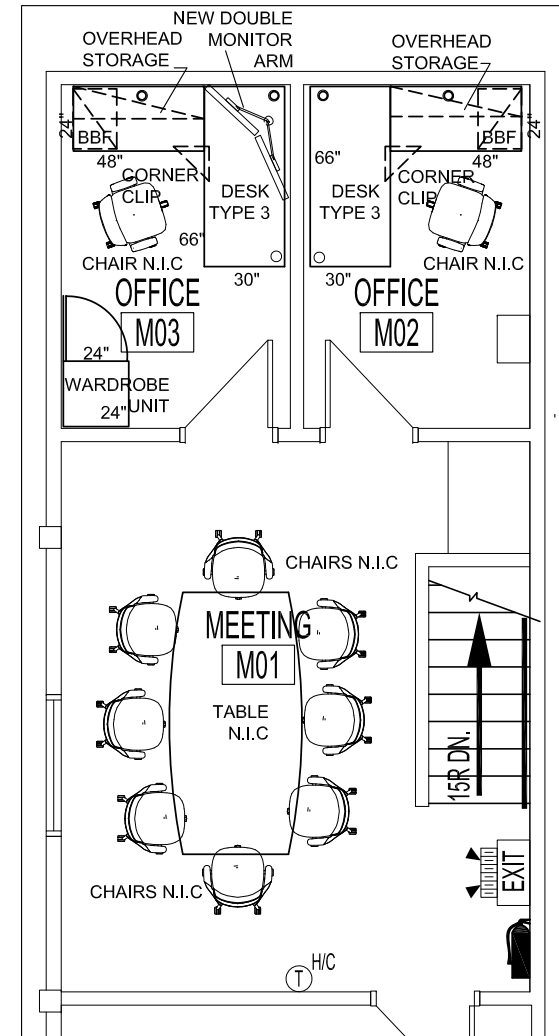 NEW DOUBLE
MONITOR
ARM
OVERHEAD
STORAGE
OVERHEAD
STORAGE
24"
BBF
48"
CORNER
CLIP
66"
DESK
TYPE 3
30"
CHAIR N.I.C
OFFICE
M03
24"
WARDROBE
UNIT
24"
24"
BBF
48"
CORNER
CLIP
66"
DESK
TYPE 3
30"
CHAIR N.I.C
OFFICE
M02
CHAIRS N.I.C
MEETING
M01
TABLE
N.I.C
15R DN.
CHAIRS N.I.C
EXIT
H/C
T